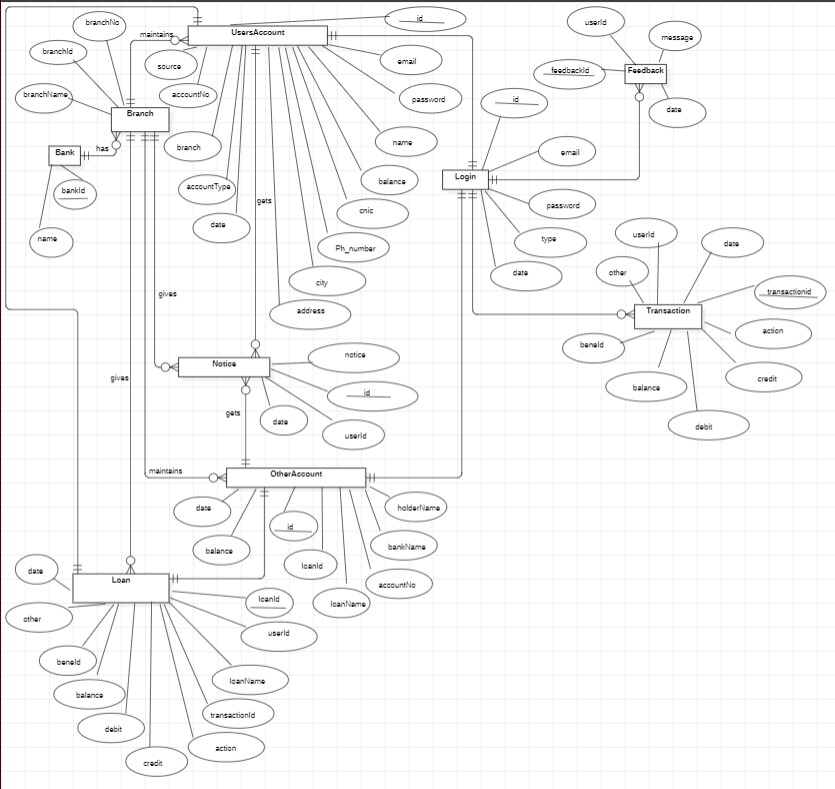 id
branchNo
userId
UsersAccount
maintains
message
branchId
source
email
Feedback
feedbackId
branchName
accountNo
password
id
date
Branch
branch
name
has
Bank
email
Login
balance
bankId
accountType
gets
password
cnic
date
userId
name
type
date
Ph_number
other
date
city
transactionid
gives
address
Transaction
action
beneId
notice
Notice
gives
credit
balance
id
gets
date
userId
debit
maintains
OtherAccount
date
id
holderName
balance
bankName
loanId
date
Loan
accountNo
loanId
loanName
other
userId
beneId
loanName
balance
transactionId
debit
action
credit